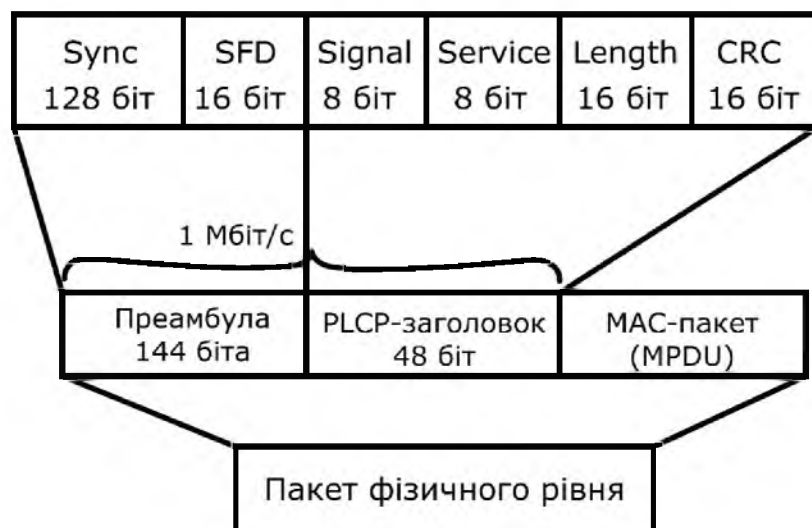 Sync SFD Signal Service Length CRC
128 біт 16 біт 8 біт 8 біт 16 біт 16 біт
1 Мбіт/с
Преамбула PLCP-заголовок МАС-пакет
144 біта 48 біт (MPDU)
Пакет фізичного рівня